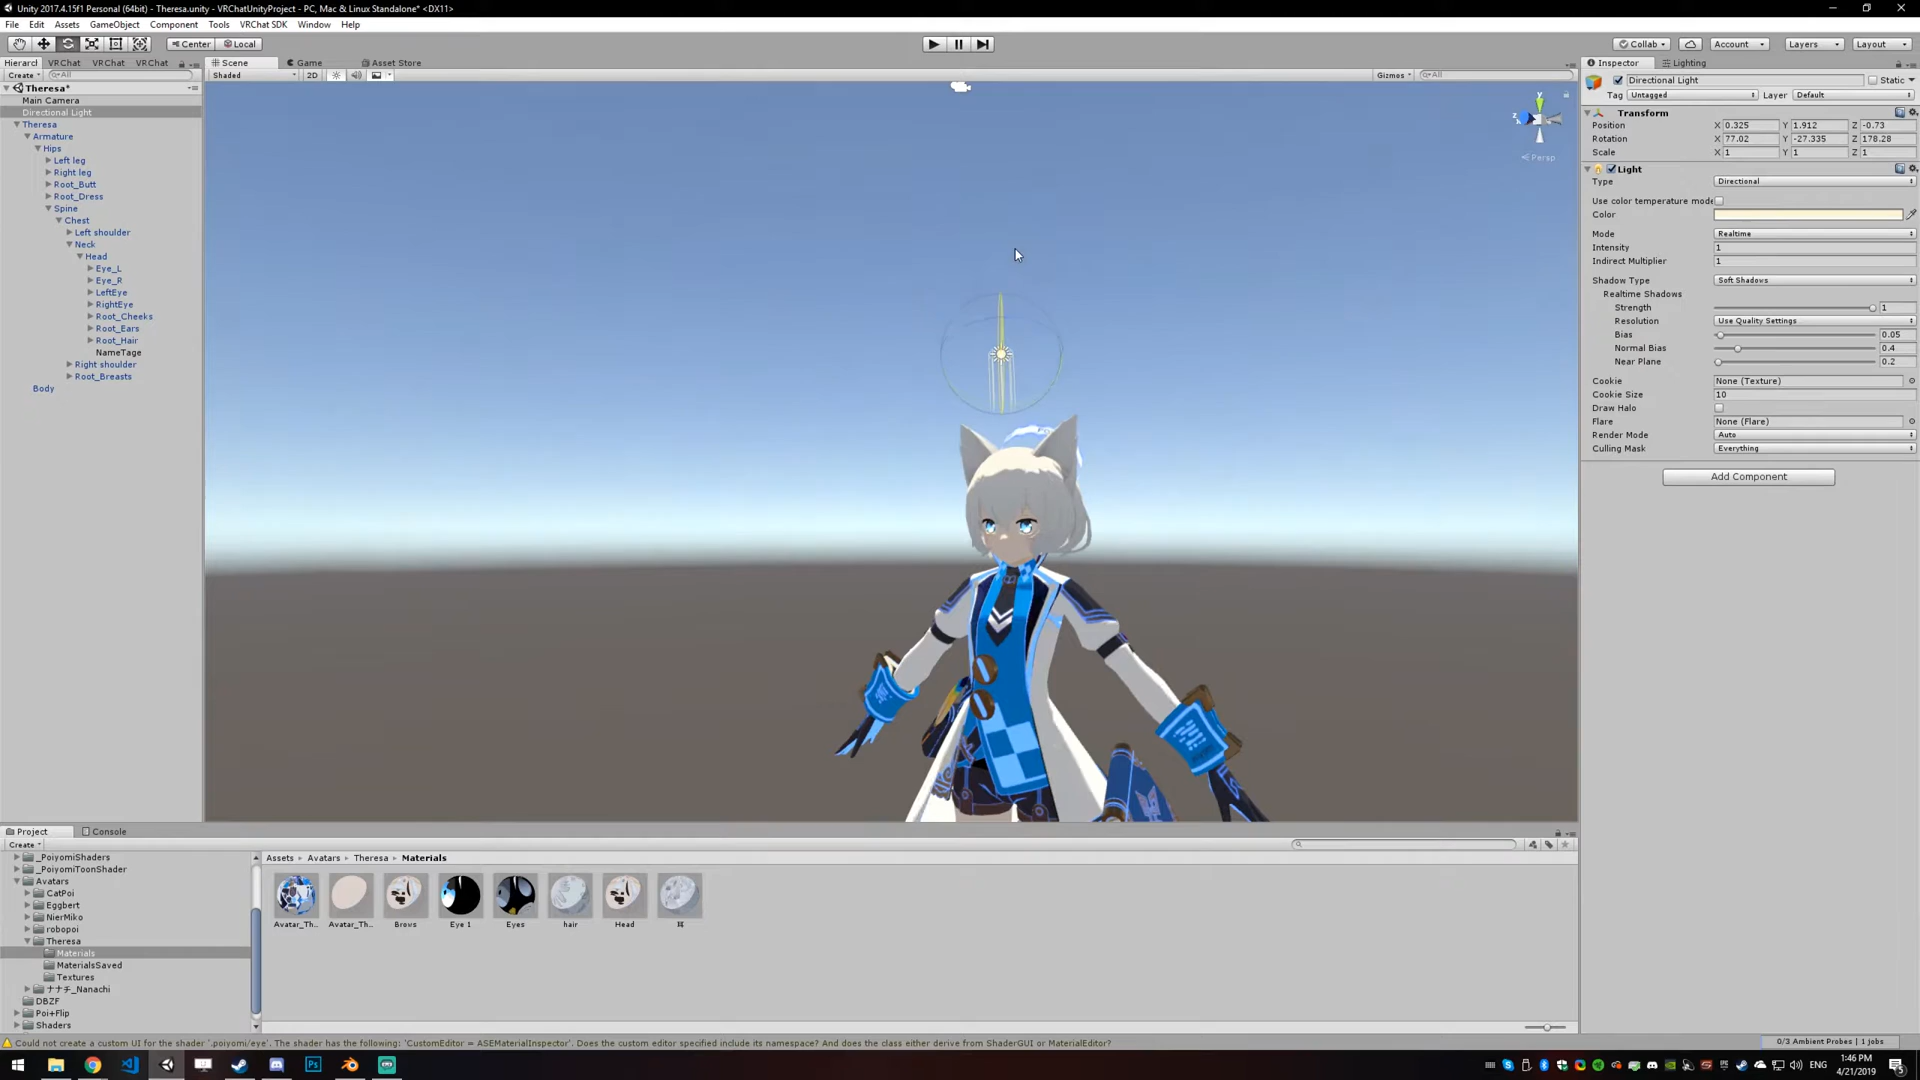 Unity 2017.4.15f1 Personal (64bit) - Theresa.unity - VRChatUnityProject - PC, Mac & Linux Standalone* <DX11>
File Edit Assets GameObject Component Tools VRChat SDK Window Help
Center Local Collab Account Layers Layout
Hierarc VRChat VRChat VRChat Scene Game Asset Store Inspector Lighting
Create All Shaded 2D Gizmos All Directional Light Static
Tag Untagged Layer Default
Theresa*
Main Camera
Directional Light
Theresa
Armature
Hips
Left leg
Right leg
Root_Butt
Root_Dress
Spine
Chest
Left shoulder
Neck
Head
Eye_L
Eye_R
LeftEye
RightEye
Root_Cheeks
Root_Ears
Root_Hair
NameTage
Right shoulder
Root_Breasts
Body
y
z
Persp
Transform
Position X 0.325 Y 1.912 Z -0.73
Rotation X 77.02 Y -27.335 Z 178.28
Scale X 1 Y 1 Z 1
Light
Type Directional
Use color temperature mode
Color
Mode Realtime
Intensity 1
Indirect Multiplier 1
Shadow Type Soft Shadows
Realtime Shadows
Strength 1
Resolution Use Quality Settings
Bias 0.05
Normal Bias 0.4
Near Plane 0.2
Cookie None (Texture)
Cookie Size 10
Draw Halo
Flare None (Flare)
Render Mode Auto
Culling Mask Everything
Add Component
Project Console
Create
_PoiyomiShaders
_PoiyomiToonShader
Avatars
CatPoi
Eggbert
NierMiko
robopoi
Theresa
Materials
MaterialsSaved
Textures
ナナチ_Nanachi
DBZF
Poi+Flip
Shaders
Assets Avatars Theresa Materials
Avatar_Th... Avatar_Th... Brows Eye 1 Eyes hair Head 耳
Could not create a custom UI for the shader '.poiyomi/eye'. The shader has the following: 'CustomEditor = ASEMaterialInspector'. Does the custom editor specified include its namespace? And does the class either derive from ShaderGUI or MaterialEditor?
0/3 Ambient Probes | 1 jobs
ENG
1:46 PM
4/21/2019